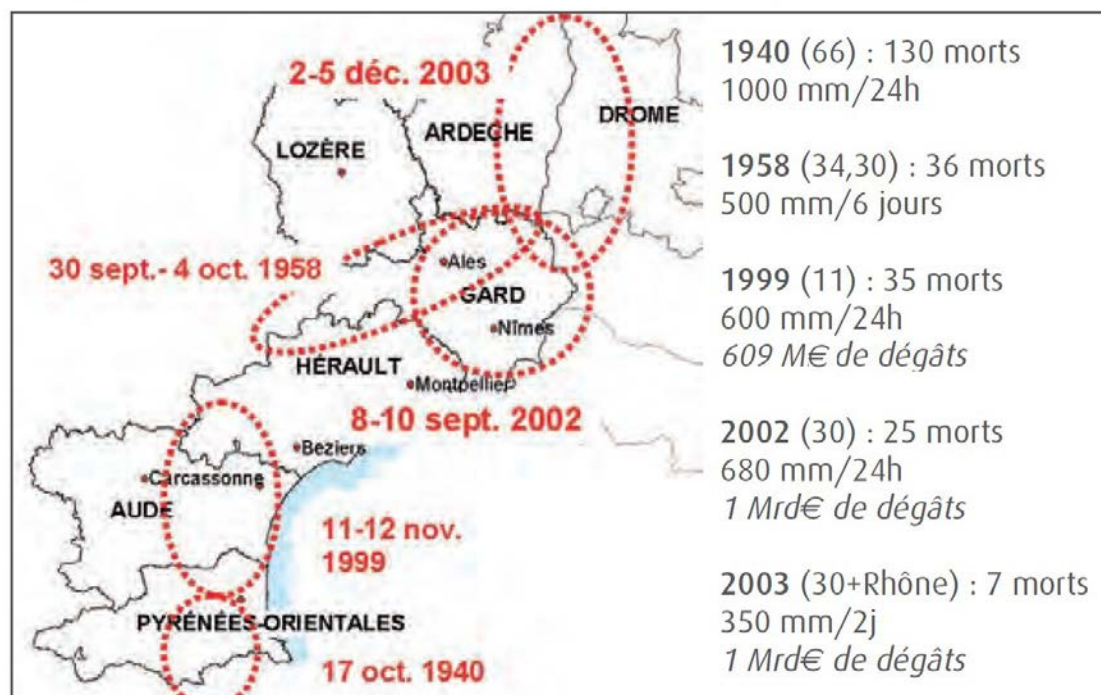 2-5 déc. 2003
ARDECHE
DROME
LOZÈRE
30 sept.- 4 oct. 1958
Ales
GARD
Nîmes
HÉRAULT
Montpellier
8-10 sept. 2002
Beziers
Carcassonne
AUDE
11-12 nov.
1999
PYRÉNÉES-ORIENTALES
17 oct. 1940
1940 (66) : 130 morts
1000 mm/24h
1958 (34,30) : 36 morts
500 mm/6 jours
1999 (11) : 35 morts
600 mm/24h
609 M€ de dégâts
2002 (30) : 25 morts
680 mm/24h
1 Mrd€ de dégâts
2003 (30+Rhône) : 7 morts
350 mm/2j
1 Mrd€ de dégâts